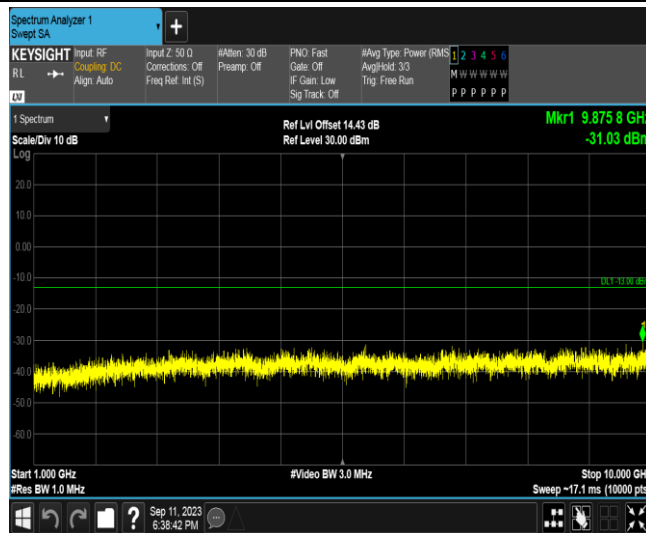 Spectrum Analyzer 1
Swept SA
+
KEYSIGHT
RL
LXI
Input: RF
Coupling: DC
Align: Auto
Input Z: 50 Ω
Corrections: Off
Freq Ref: Int (S)
#Atten: 30 dB
Preamp: Off
PNO: Fast
Gate: Off
IF Gain: Low
Sig Track: Off
#Avg Type: Power (RMS
Avg|Hold: 3/3
Trig: Free Run
1 2 3 4 5 6
M W W W W W
P P P P P P
1 Spectrum
Scale/Div 10 dB
Log
Ref Lvl Offset 14.43 dB
Ref Level 30.00 dBm
Mkr1 9.875 8 GHz
-31.03 dBm
20.0
10.0
0.00
-10.0
DL1 -13.00 dBm
-20.0
-30.0
1
-40.0
-50.0
-60.0
Start 1.000 GHz
#Res BW 1.0 MHz
#Video BW 3.0 MHz
Stop 10.000 GHz
Sweep ~17.1 ms (10000 pts)
?
Sep 11, 2023
6:38:42 PM